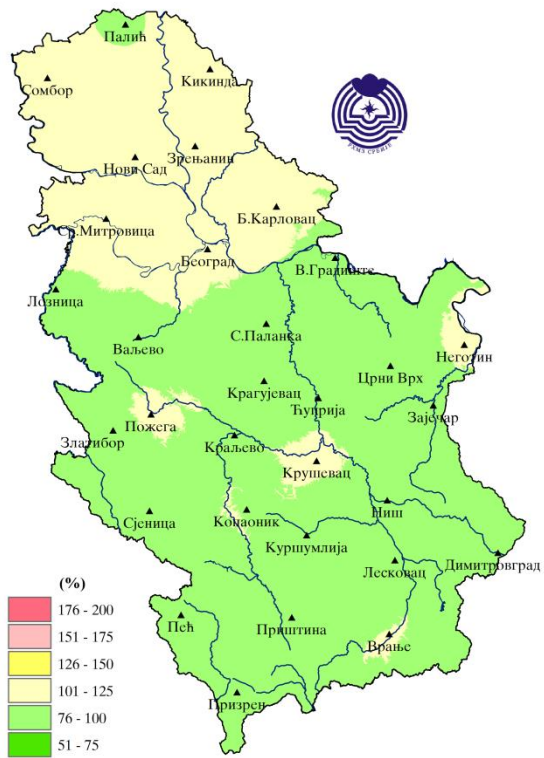 Палић
Кикинда
Сомбор
Зрењанин
Нови Сад
РХМЗ СРБИЈЕ
Б.Карловац
Ср.Митровица
Београд
В.Градиште
Лозница
С.Паланка
Ваљево
Неготин
Црни Врх
Крагујевац
Ћуприја
Зајечар
Пожега
Златибор
Краљево
Крушевац
Ниш
Сјеница
Копаоник
Куршумлија
Димитровград
Лесковац
(%)
176 - 200
151 - 175
126 - 150
101 - 125
76 - 100
51 - 75
Пећ
Приштина
Врање
Призрен